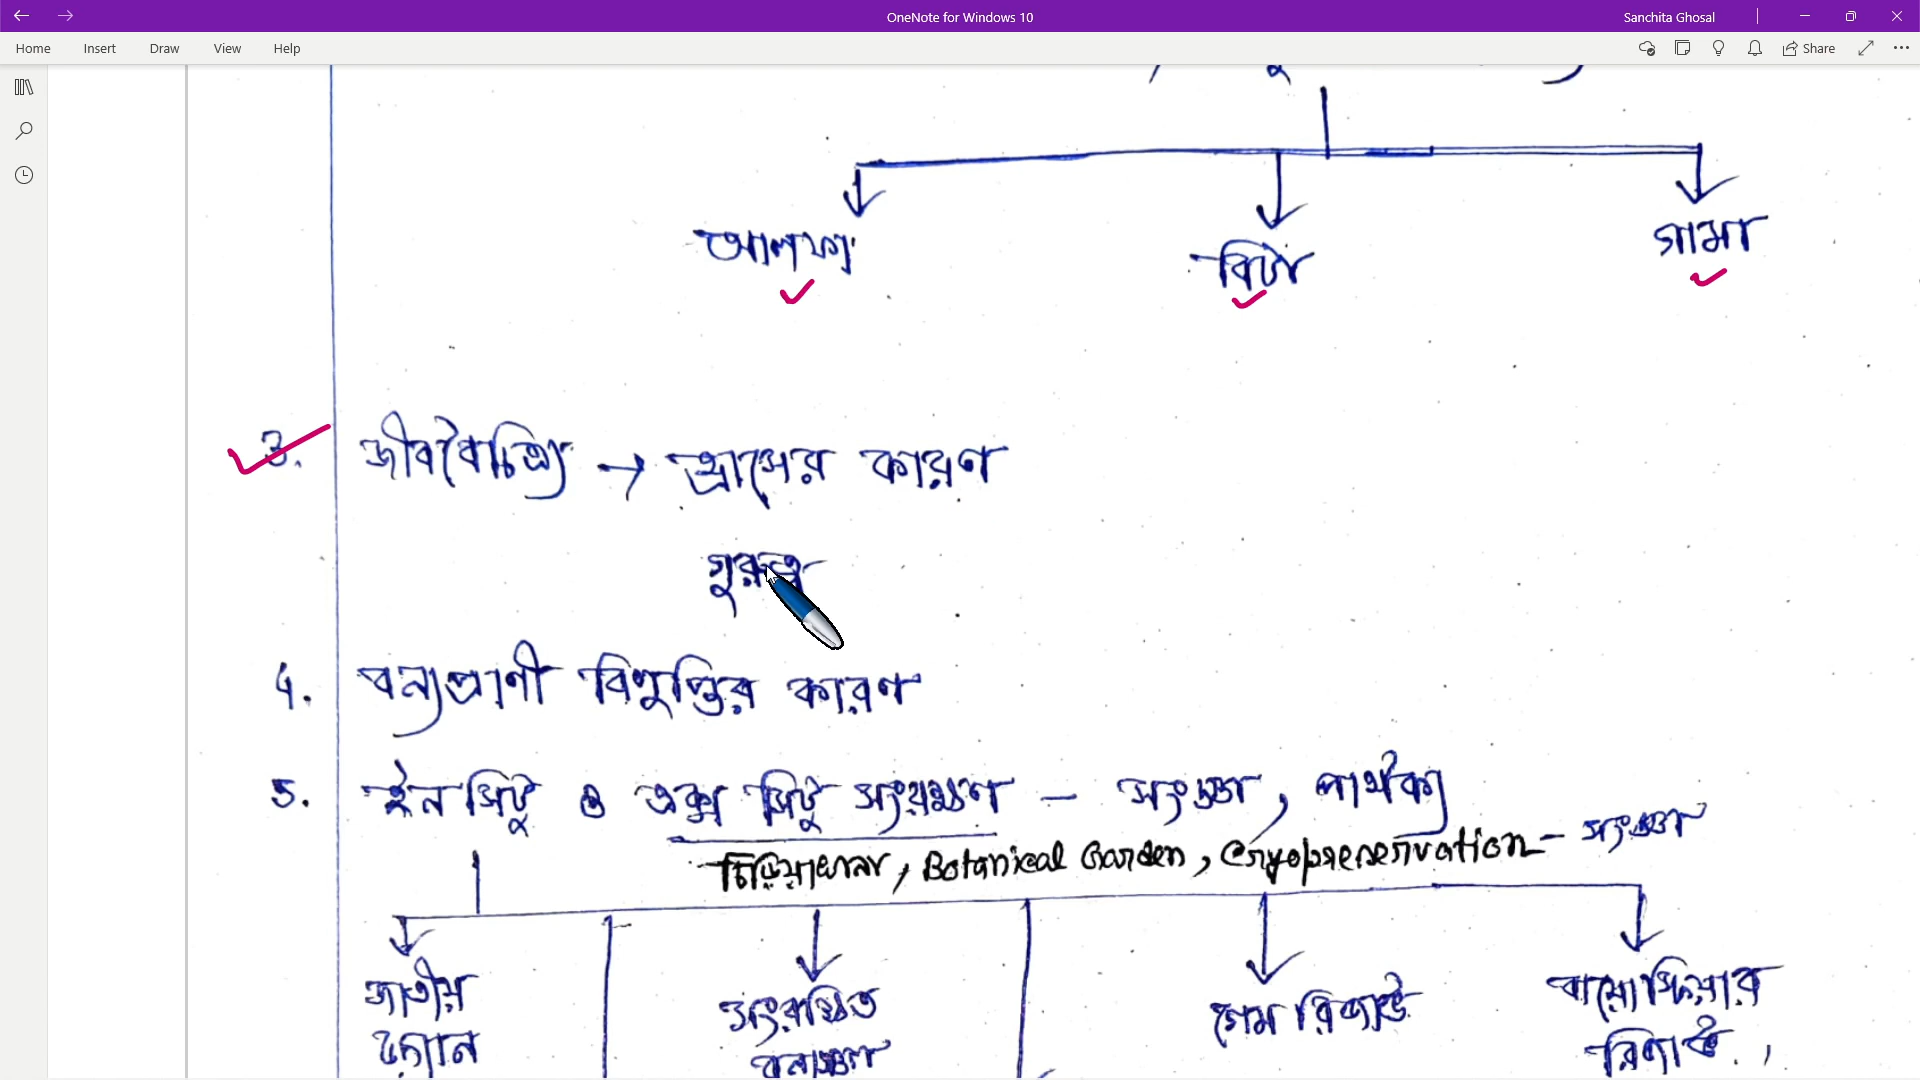 OneNote for Windows 10
Sanchita Ghosal
Home Insert Draw View Help
Share
আলফা বিটা গামা
3. জীববৈচিত্র্য → হ্রাসের কারণ
গুরুত্ব
4. বন্যপ্রাণী বিলুপ্তির কারণ
5. ইন সিটু ও এক্স সিটু সংরক্ষণ – সংজ্ঞা, পার্থক্য
চিড়িয়াখানা, Botanical Garden, Cryopreservation – সংজ্ঞা
জাতীয় উদ্যান
সংরক্ষিত বনাঞ্চল
গেম রিজার্ভ
বায়োস্ফিয়ার রিজার্ভ.